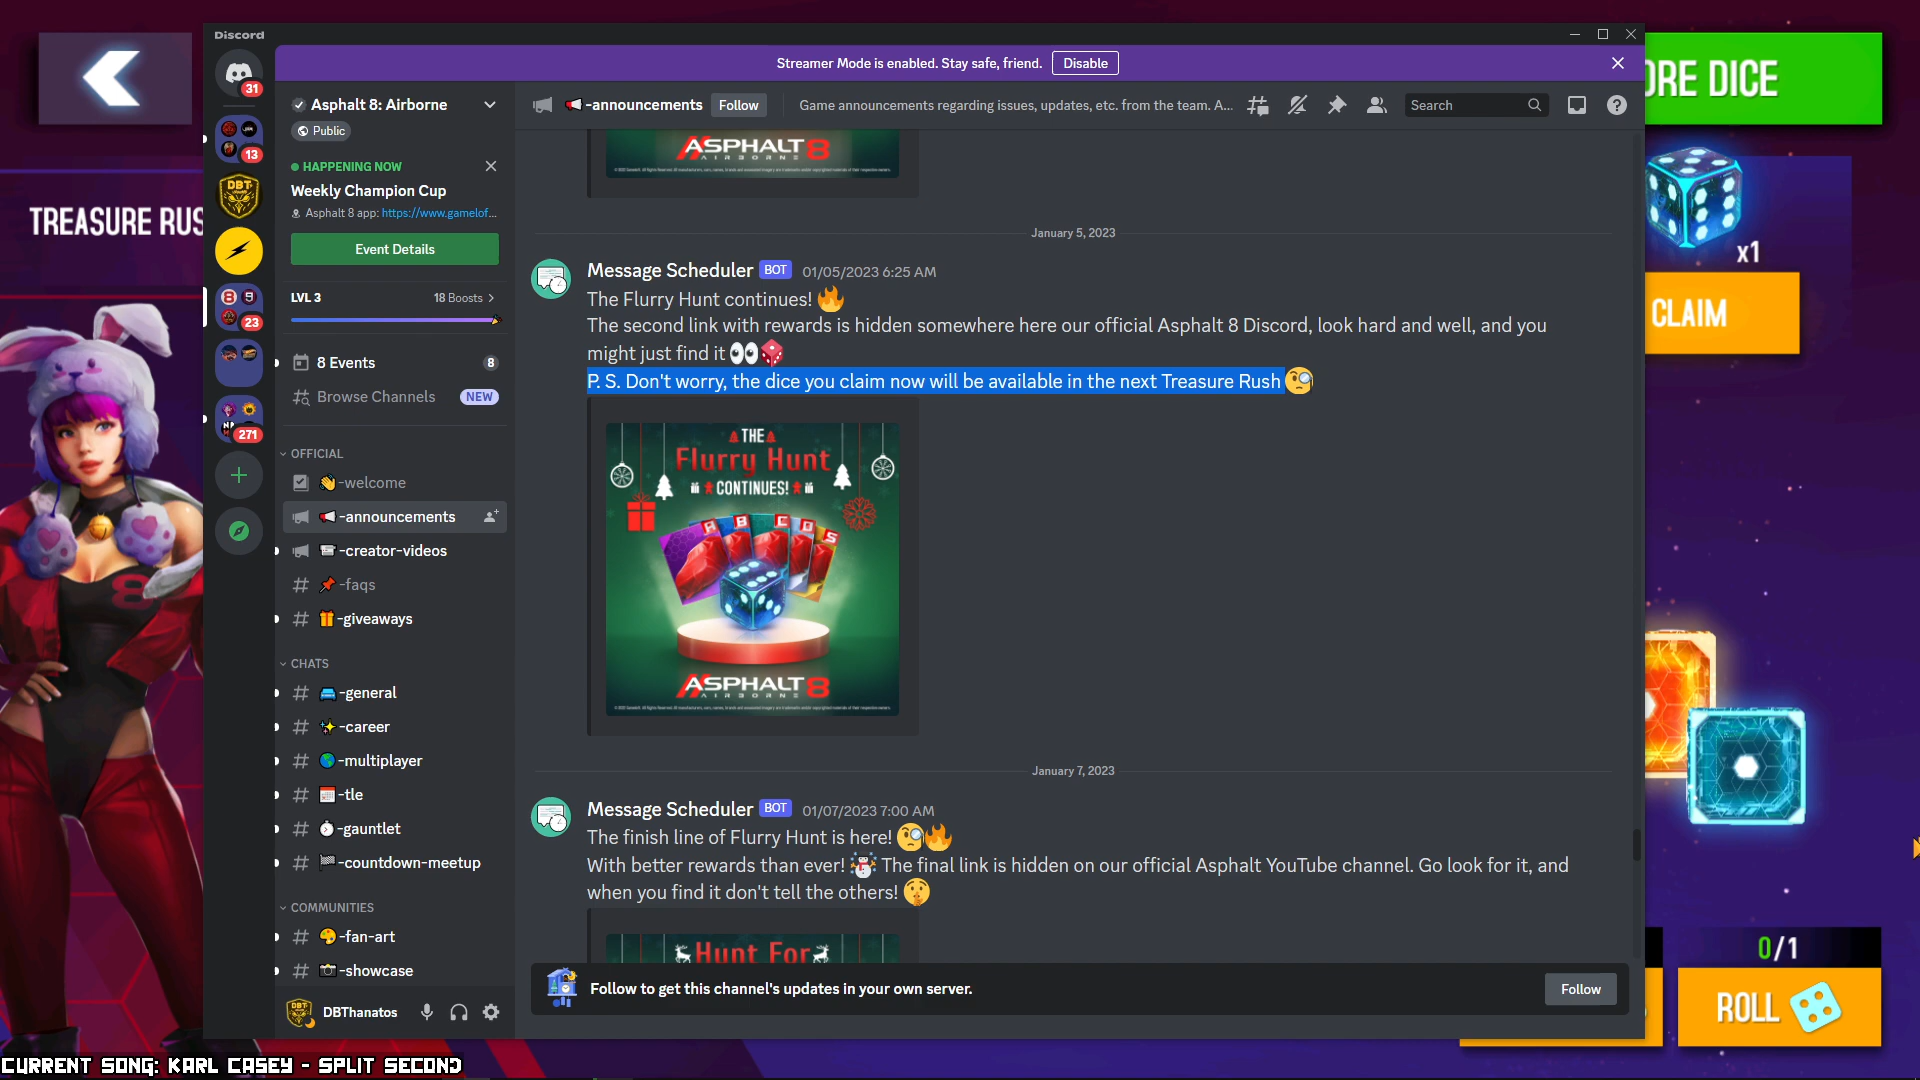 Discord
Streamer Mode is enabled. Stay safe, friend.
Disable
31
13
DBT
23
271
Asphalt 8: Airborne
Public
HAPPENING NOW
Weekly Champion Cup
Asphalt 8 app: https://www.gamelof...
Event Details
LVL 3
18 Boosts
8 Events
8
Browse Channels
NEW
OFFICIAL
-welcome
-announcements
-creator-videos
-faqs
-giveaways
CHATS
-general
-career
-multiplayer
-tle
-gauntlet
-countdown-meetup
COMMUNITIES
-fan-art
-showcase
DBThanatos
-announcements
Follow
Game announcements regarding issues, updates, etc. from the team. A...
Search
ASPHALT 8
AIRBORNE
January 5, 2023
Message Scheduler BOT 01/05/2023 6:25 AM
The Flurry Hunt continues! 🔥
The second link with rewards is hidden somewhere here our official Asphalt 8 Discord, look hard and well, and you
might just find it 👀🎲
P. S. Don't worry, the dice you claim now will be available in the next Treasure Rush 🧐
THE
Flurry Hunt
CONTINUES!
A B C D S
ASPHALT 8
AIRBORNE
January 7, 2023
Message Scheduler BOT 01/07/2023 7:00 AM
The finish line of Flurry Hunt is here! 🧐🔥
With better rewards than ever! ☃️ The final link is hidden on our official Asphalt YouTube channel. Go look for it, and
when you find it don't tell the others! 🤫
Hunt For
Follow to get this channel's updates in your own server.
Follow
TREASURE RUS
ORE DICE
x1
CLAIM
0/1
ROLL
CURRENT SONG: KARL CASEY - SPLIT SECOND